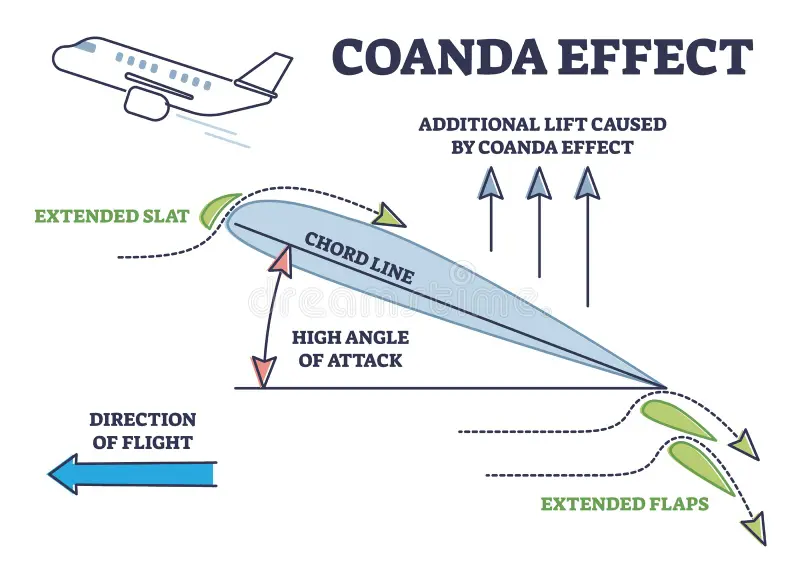 COANDA EFFECT
ADDITIONAL LIFT CAUSED
BY COANDA EFFECT
EXTENDED SLAT
CHORD LINE
HIGH ANGLE
OF ATTACK
DIRECTION
OF FLIGHT
EXTENDED FLAPS
dreamstime.